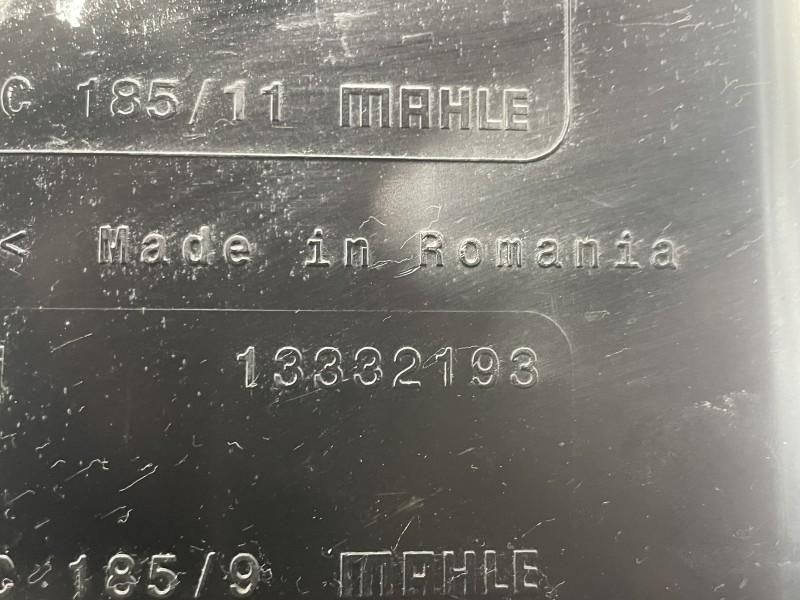 C 185/11 MAHLE
< Made in Romania
13332193
C 185/9 MAHLE